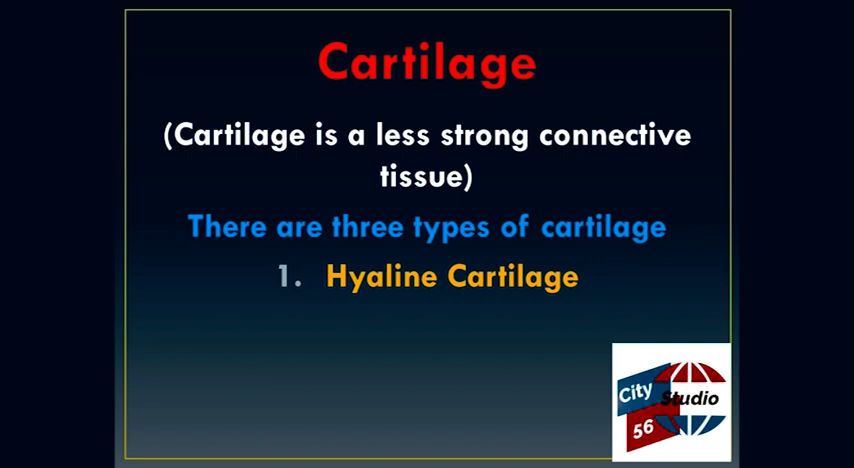 Cartilage
(Cartilage is a less strong connective
tissue)
There are three types of cartilage
1. Hyaline Cartilage
City
Studio
56